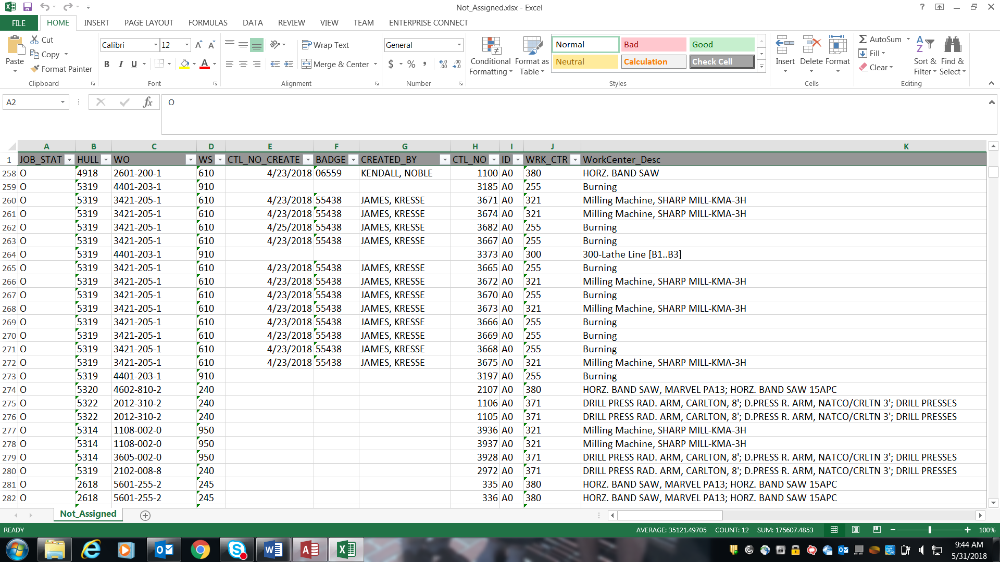 Not_Assigned.xlsx - Excel
FILE HOME INSERT PAGE LAYOUT FORMULAS DATA REVIEW VIEW TEAM ENTERPRISE CONNECT
Paste
Cut
Copy
Format Painter
Clipboard
Calibri 12
B I U
Font
Wrap Text
Merge & Center
Alignment
General
$ % ,
Number
Conditional Formatting
Format as Table
Normal Bad Good
Neutral Calculation Check Cell
Styles
Insert Delete Format
Cells
AutoSum
Fill
Clear
Sort & Filter
Find & Select
Editing
A2 fx O
A B C D E F G H I J K
1 JOB_STAT HULL WO WS CTL_NO_CREATE BADGE CREATED_BY CTL_NO ID WRK_CTR WorkCenter_Desc
258 O 4918 2601-200-1 610 4/23/2018 06559 KENDALL, NOBLE 1100 A0 380 HORZ. BAND SAW
259 O 5319 4401-203-1 910 3185 A0 255 Burning
260 O 5319 3421-205-1 610 4/23/2018 55438 JAMES, KRESSE 3671 A0 321 Milling Machine, SHARP MILL-KMA-3H
261 O 5319 3421-205-1 610 4/23/2018 55438 JAMES, KRESSE 3674 A0 321 Milling Machine, SHARP MILL-KMA-3H
262 O 5319 3421-205-1 610 4/25/2018 55438 JAMES, KRESSE 3682 A0 255 Burning
263 O 5319 3421-205-1 610 4/23/2018 55438 JAMES, KRESSE 3667 A0 255 Burning
264 O 5319 4401-203-1 910 3373 A0 300 300-Lathe Line [B1..B3]
265 O 5319 3421-205-1 610 4/23/2018 55438 JAMES, KRESSE 3665 A0 255 Burning
266 O 5319 3421-205-1 610 4/23/2018 55438 JAMES, KRESSE 3672 A0 321 Milling Machine, SHARP MILL-KMA-3H
267 O 5319 3421-205-1 610 4/23/2018 55438 JAMES, KRESSE 3670 A0 255 Burning
268 O 5319 3421-205-1 610 4/23/2018 55438 JAMES, KRESSE 3673 A0 321 Milling Machine, SHARP MILL-KMA-3H
269 O 5319 3421-205-1 610 4/23/2018 55438 JAMES, KRESSE 3666 A0 255 Burning
270 O 5319 3421-205-1 610 4/23/2018 55438 JAMES, KRESSE 3669 A0 255 Burning
271 O 5319 3421-205-1 610 4/23/2018 55438 JAMES, KRESSE 3668 A0 255 Burning
272 O 5319 3421-205-1 610 4/23/2018 55438 JAMES, KRESSE 3675 A0 321 Milling Machine, SHARP MILL-KMA-3H
273 O 5319 4401-203-1 910 3197 A0 255 Burning
274 O 5320 4602-810-2 240 2107 A0 380 HORZ. BAND SAW, MARVEL PA13; HORZ. BAND SAW 15APC
275 O 5322 2012-310-2 240 1106 A0 371 DRILL PRESS RAD. ARM, CARLTON, 8'; D.PRESS R. ARM, NATCO/CRLTN 3'; DRILL PRESSES
276 O 5322 2012-310-2 240 1105 A0 371 DRILL PRESS RAD. ARM, CARLTON, 8'; D.PRESS R. ARM, NATCO/CRLTN 3'; DRILL PRESSES
277 O 5314 1108-002-0 950 3936 A0 321 Milling Machine, SHARP MILL-KMA-3H
278 O 5314 1108-002-0 950 3937 A0 321 Milling Machine, SHARP MILL-KMA-3H
279 O 5314 3605-002-0 950 3928 A0 371 DRILL PRESS RAD. ARM, CARLTON, 8'; D.PRESS R. ARM, NATCO/CRLTN 3'; DRILL PRESSES
280 O 5319 2102-008-8 240 2972 A0 371 DRILL PRESS RAD. ARM, CARLTON, 8'; D.PRESS R. ARM, NATCO/CRLTN 3'; DRILL PRESSES
281 O 2618 5601-255-2 245 335 A0 380 HORZ. BAND SAW, MARVEL PA13; HORZ. BAND SAW 15APC
282 O 2618 5601-255-2 245 336 A0 380 HORZ. BAND SAW, MARVEL PA13; HORZ. BAND SAW 15APC
Not_Assigned
READY AVERAGE: 35121.49705 COUNT: 12 SUM: 175607.4853 100%
9:44 AM
5/31/2018